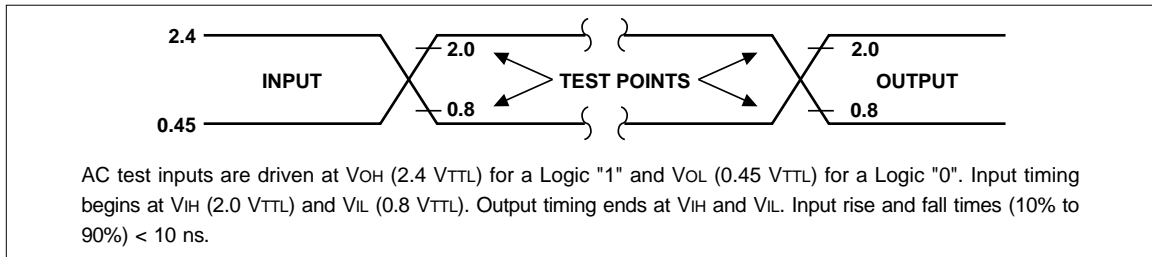 2.4
2.0
2.0
INPUT
TEST POINTS
OUTPUT
0.8
0.8
0.45
AC test inputs are driven at VOH (2.4 VTTL) for a Logic "1" and VOL (0.45 VTTL) for a Logic "0". Input timing
begins at VIH (2.0 VTTL) and VIL (0.8 VTTL). Output timing ends at VIH and VIL. Input rise and fall times (10% to
90%) < 10 ns.